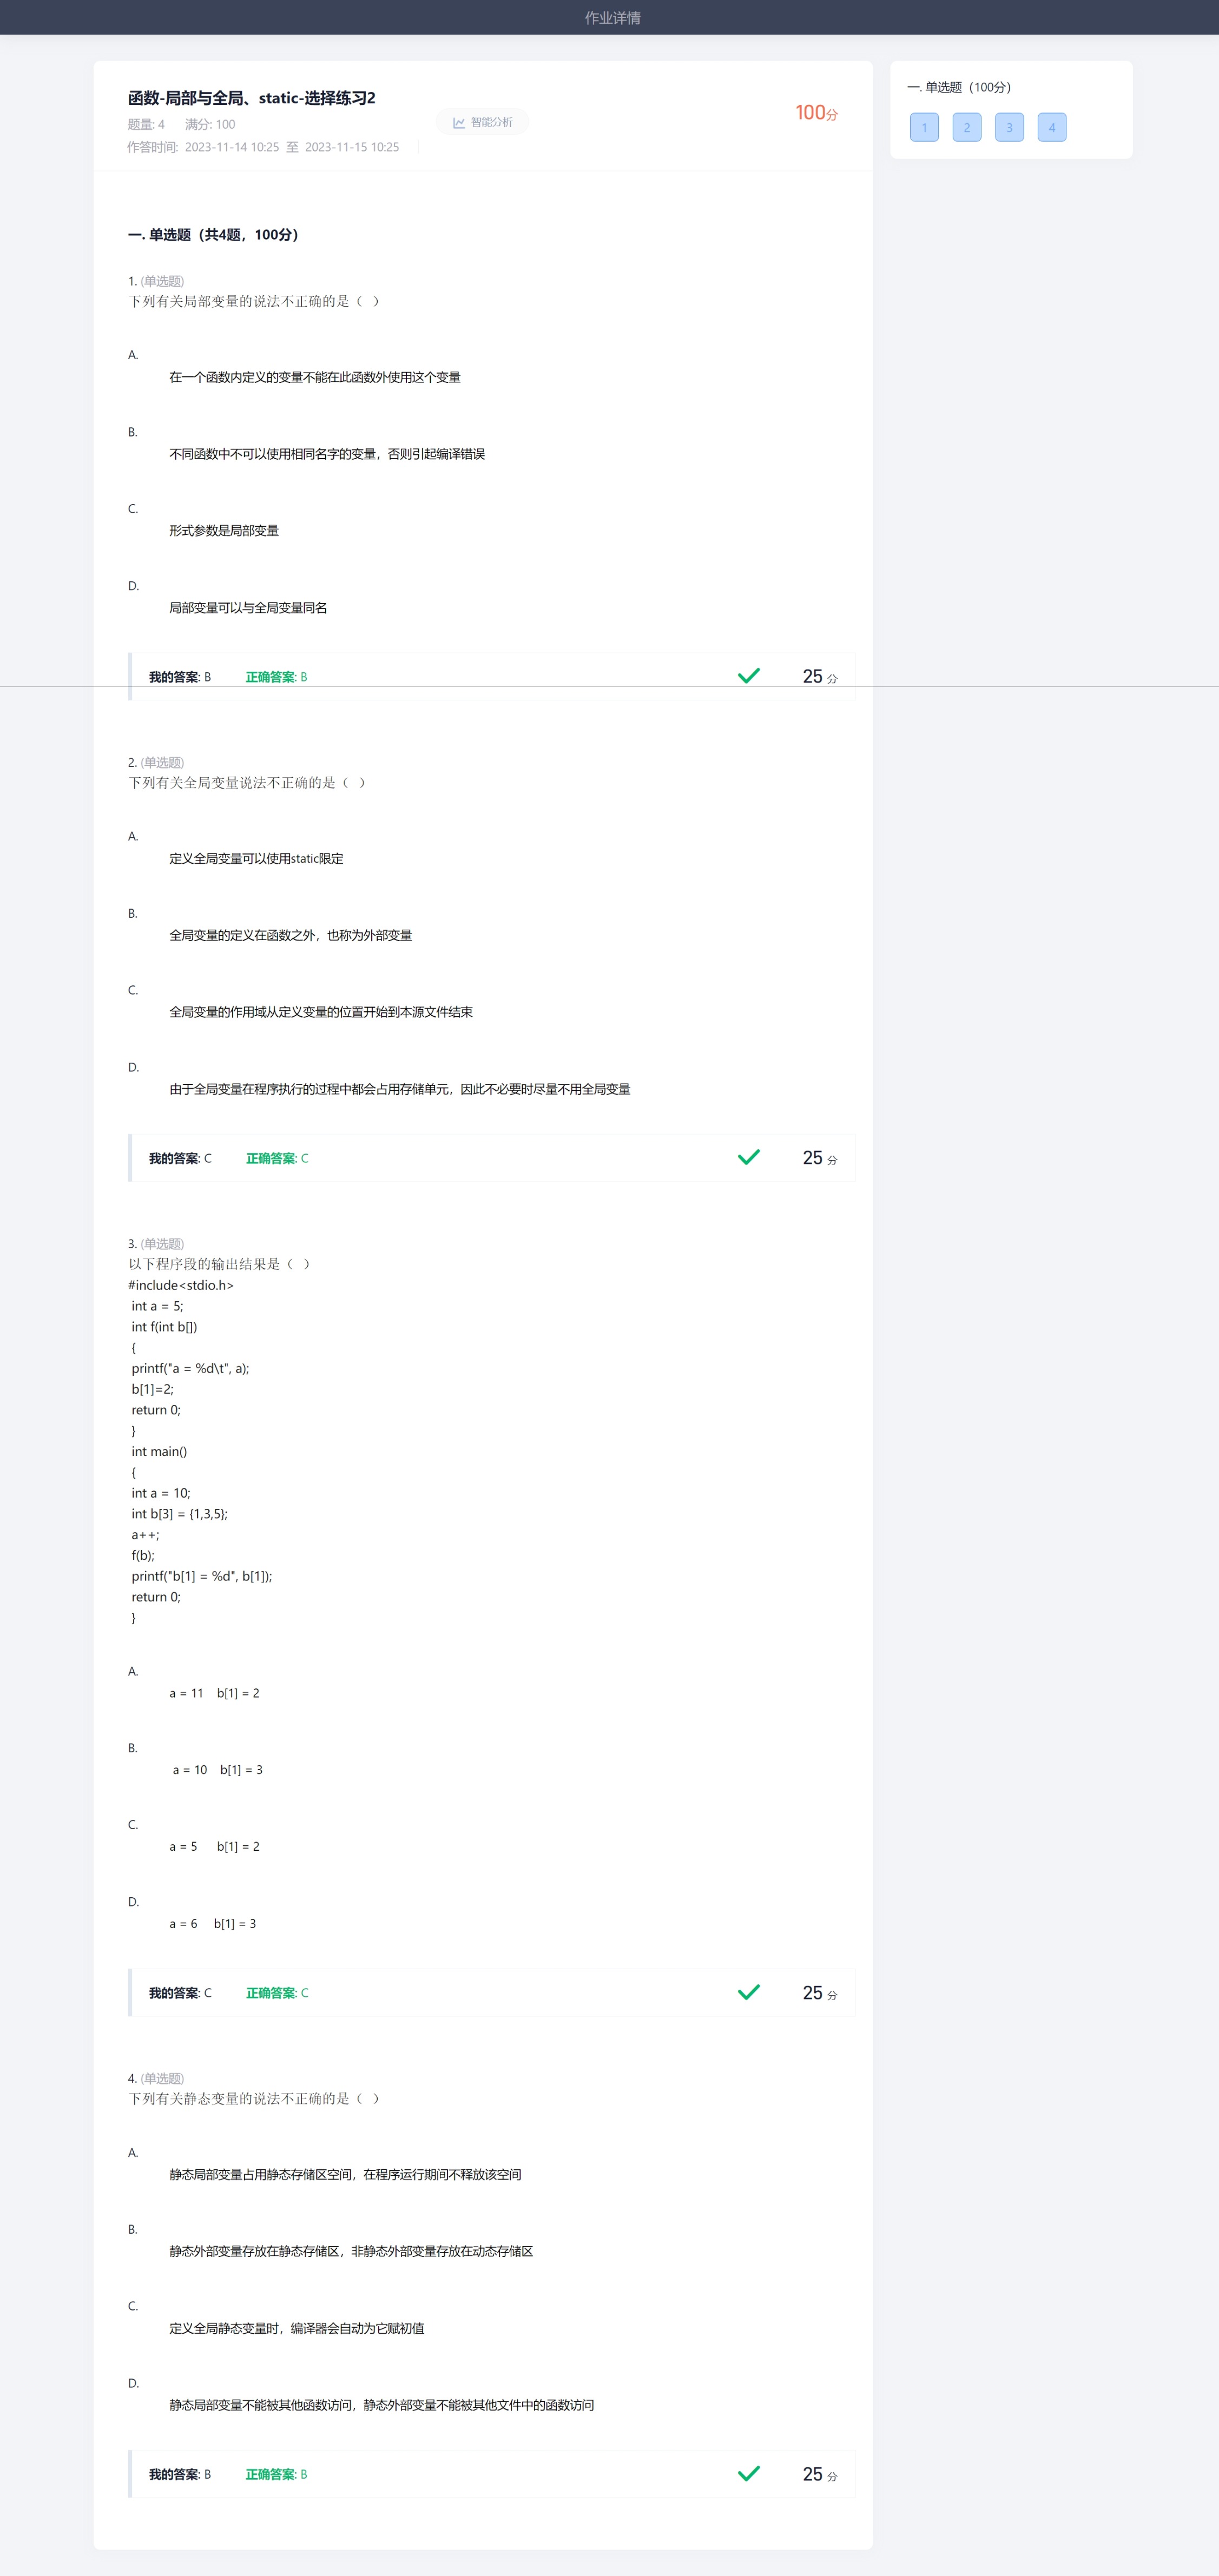 作业详情
函数-局部与全局、static-选择练习2
题量: 4 满分: 100
作答时间: 2023-11-14 10:25 至 2023-11-15 10:25
智能分析
100分
一. 单选题（共4题，100分）
1. (单选题)
下列有关局部变量的说法不正确的是（ ）
A.
在一个函数内定义的变量不能在此函数外使用这个变量
B.
不同函数中不可以使用相同名字的变量，否则引起编译错误
C.
形式参数是局部变量
D.
局部变量可以与全局变量同名
我的答案: B 正确答案: B 25 分
2. (单选题)
下列有关全局变量说法不正确的是（ ）
A.
定义全局变量可以使用static限定
B.
全局变量的定义在函数之外，也称为外部变量
C.
全局变量的作用域从定义变量的位置开始到本源文件结束
D.
由于全局变量在程序执行的过程中都会占用存储单元，因此不必要时尽量不用全局变量
我的答案: C 正确答案: C 25 分
3. (单选题)
以下程序段的输出结果是（ ）
#include<stdio.h>
int a = 5;
int f(int b[])
{
printf("a = %d\t", a);
b[1]=2;
return 0;
}
int main()
{
int a = 10;
int b[3] = {1,3,5};
a++;
f(b);
printf("b[1] = %d", b[1]);
return 0;
}
A.
a = 11 b[1] = 2
B.
a = 10 b[1] = 3
C.
a = 5 b[1] = 2
D.
a = 6 b[1] = 3
我的答案: C 正确答案: C 25 分
4. (单选题)
下列有关静态变量的说法不正确的是（ ）
A.
静态局部变量占用静态存储区空间，在程序运行期间不释放该空间
B.
静态外部变量存放在静态存储区，非静态外部变量存放在动态存储区
C.
定义全局静态变量时，编译器会自动为它赋初值
D.
静态局部变量不能被其他函数访问，静态外部变量不能被其他文件中的函数访问
我的答案: B 正确答案: B 25 分
一. 单选题（100分）
1 2 3 4